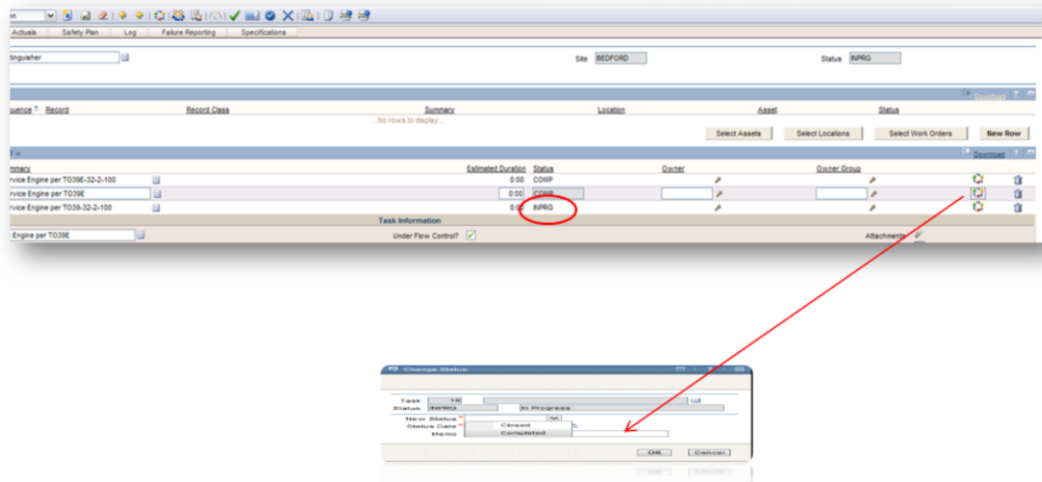 Actuals Safety Plan Log Failure Reporting Specifications
tinguisher Site BEDFORD Status INPRG
Download ?
uence Record Record Class Summary Location Asset Status
...No rows to display...
Select Assets Select Locations Select Work Orders New Row
Download ?
mmary Estimated Duration Status Owner Owner Group
rvice Engine per TO39E-32-2-100 0:00 COMP
rvice Engine per TO39E 0:00 COMP
rvice Engine per TO39-32-2-100 0:00 INPRG
Task Information
Engine per TO39E Under Flow Control? Attachments
Change Status
Task 10
Status INPRG In Progress
New Status *
Status Date * Closed
Memo Completed
OK Cancel